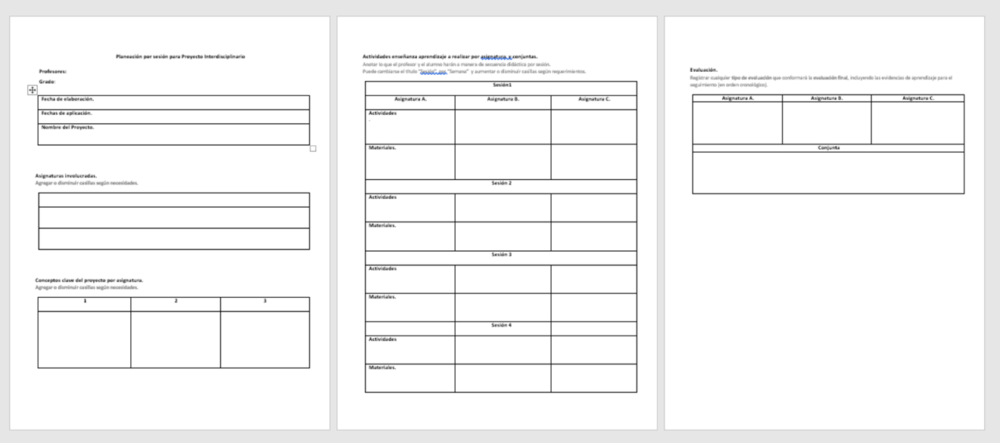 Planeación por sesión para Proyecto Interdisciplinario
Profesores:
Grado:
Fecha de elaboración.
Fechas de aplicación.
Nombre del Proyecto.
Asignaturas involucradas.
Agregar o disminuir casillas según necesidades.
Conceptos clave del proyecto por asignatura.
Agregar o disminuir casillas según necesidades.
1 2 3
Actividades enseñanza aprendizaje a realizar por asignatura y conjuntas.
Anotar lo que el profesor y el alumno harán a manera de secuencia didáctica por sesión.
Puede cambiarse el título "Sesión", por "Semana" y aumentar o disminuir casillas según requerimientos.
Sesión1
Asignatura A. Asignatura B. Asignatura C.
Actividades
.
Materiales.
Sesión 2
Actividades
Materiales.
Sesión 3
Actividades
Materiales.
Sesión 4
Actividades
Materiales.
Evaluación.
Registrar cualquier tipo de evaluación que conformará la evaluación final, incluyendo las evidencias de aprendizaje para el
seguimiento (en orden cronológico).
Asignatura A. Asignatura B. Asignatura C.
Conjunta